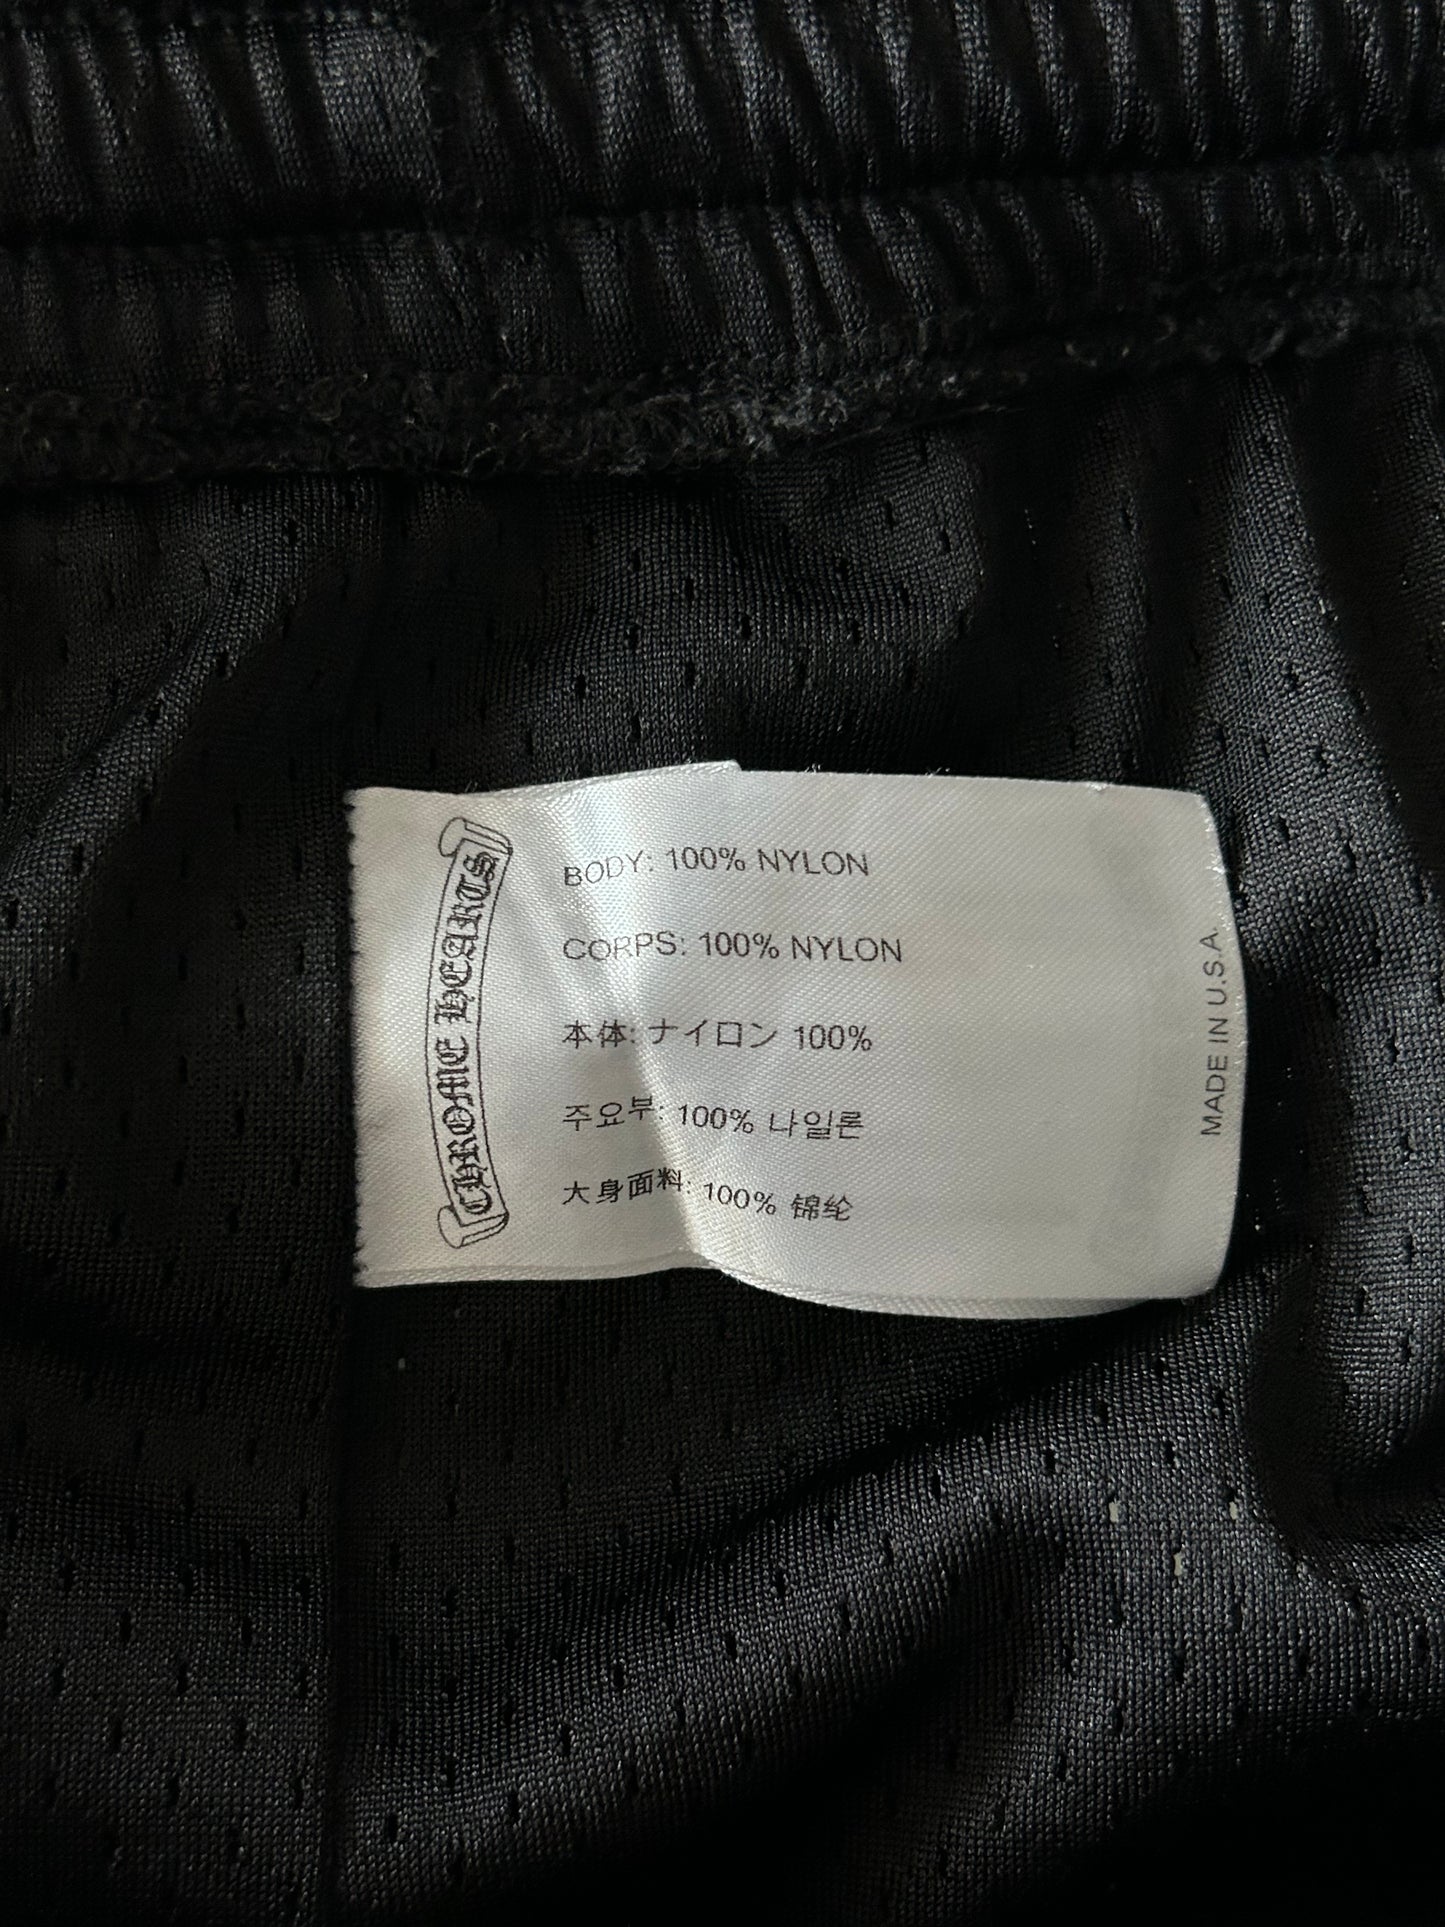 CHROME HEARTS
BODY: 100% NYLON
CORPS: 100% NYLON
本体: ナイロン 100%
주요부: 100% 나일론
大身面料: 100% 锦纶
MADE IN U.S.A.